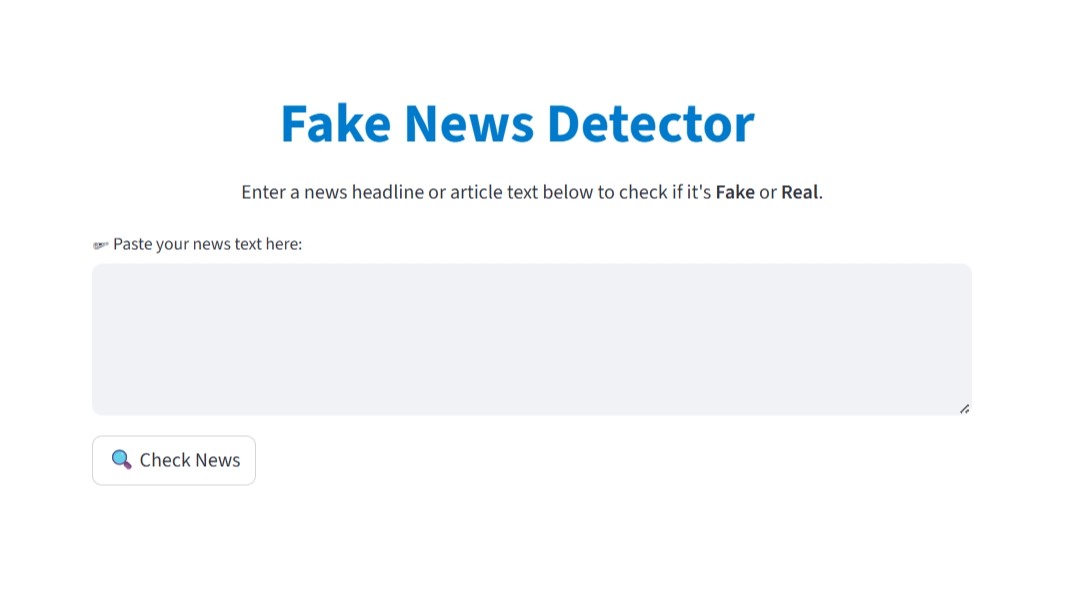 Fake News Detector
Enter a news headline or article text below to check if it's Fake or Real.
Paste your news text here:
Check News